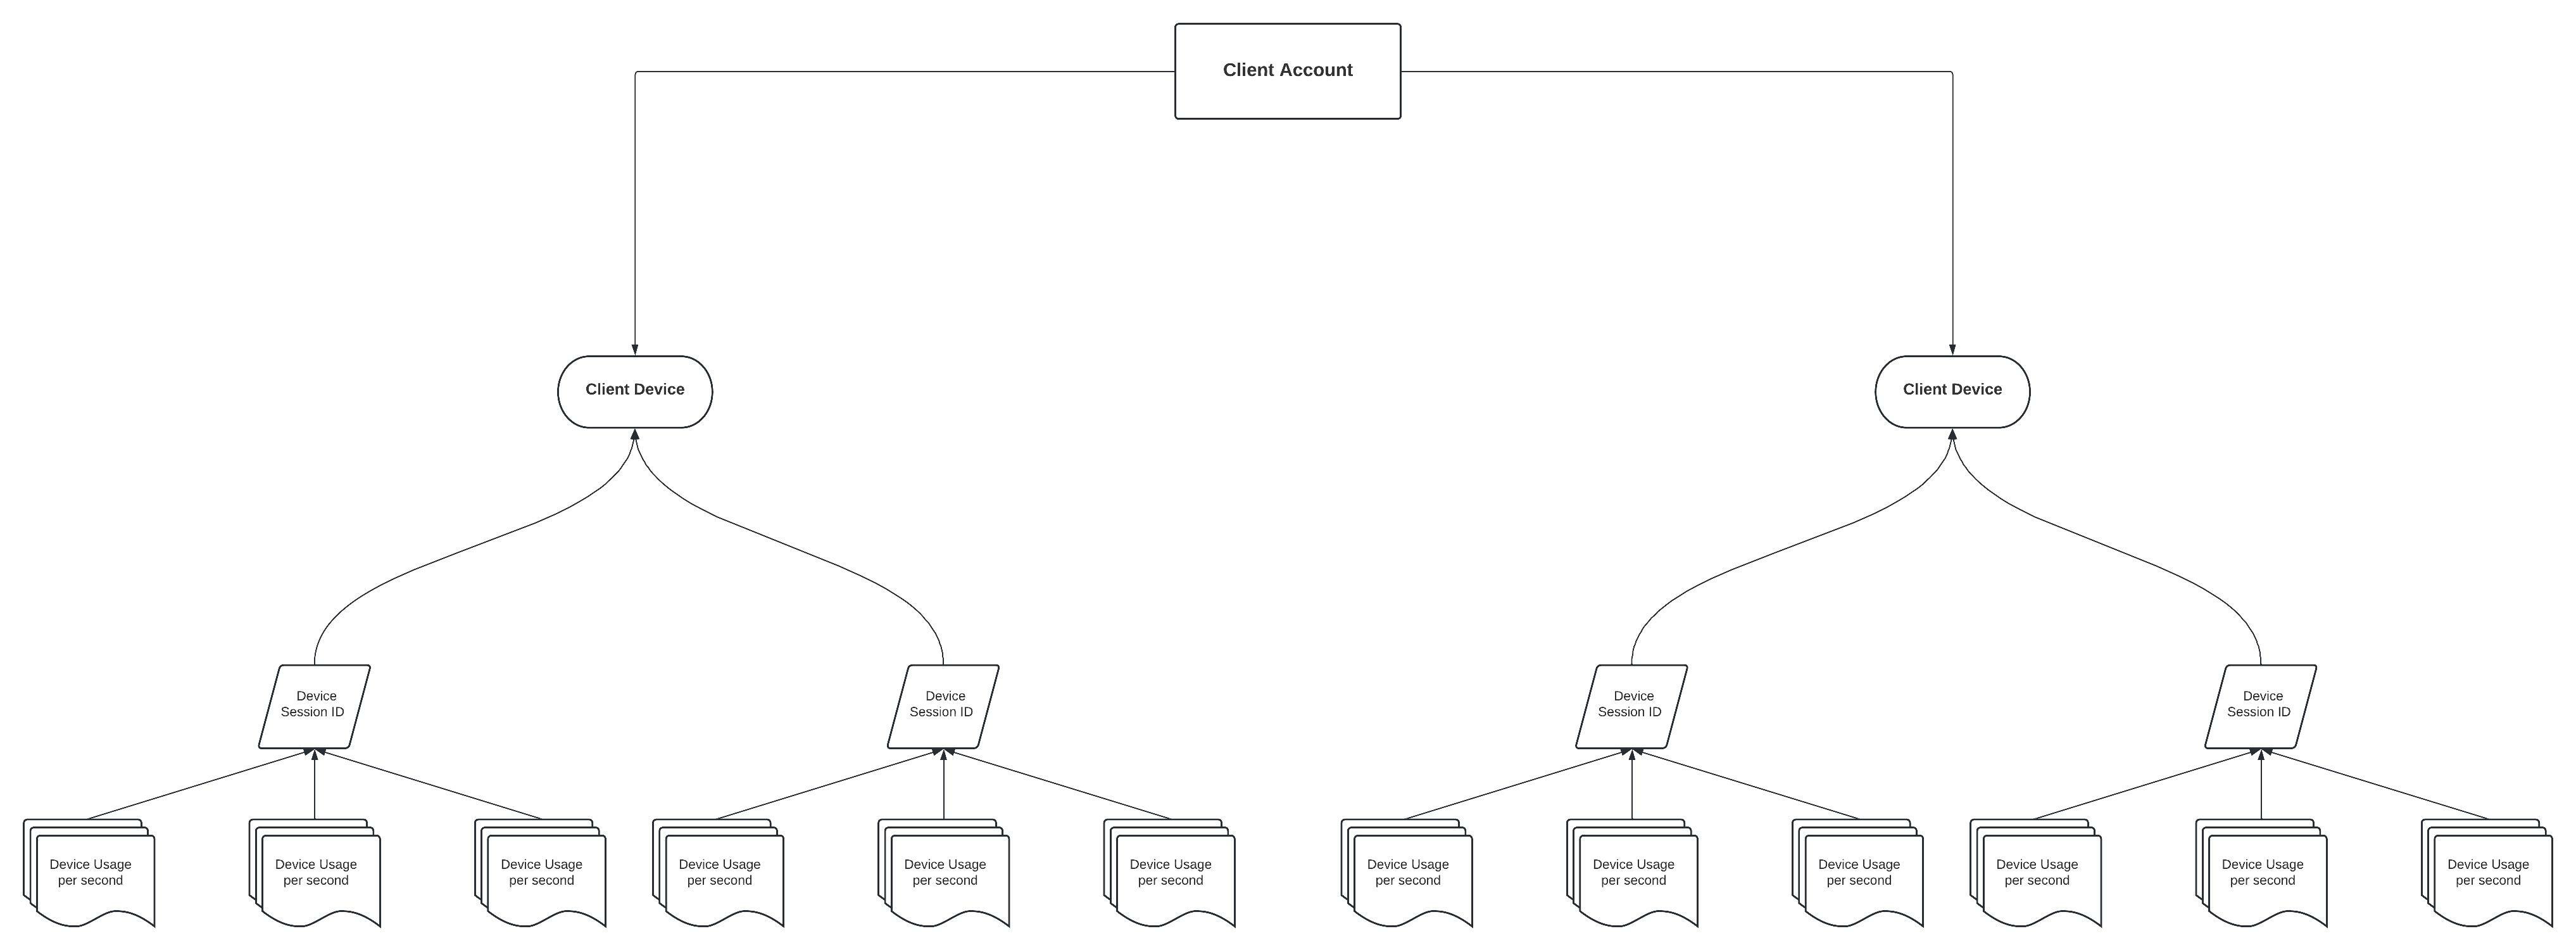 Client Account
Client Device
Client Device
Device
Session ID
Device
Session ID
Device
Session ID
Device
Session ID
Device Usage
per second
Device Usage
per second
Device Usage
per second
Device Usage
per second
Device Usage
per second
Device Usage
per second
Device Usage
per second
Device Usage
per second
Device Usage
per second
Device Usage
per second
Device Usage
per second
Device Usage
per second